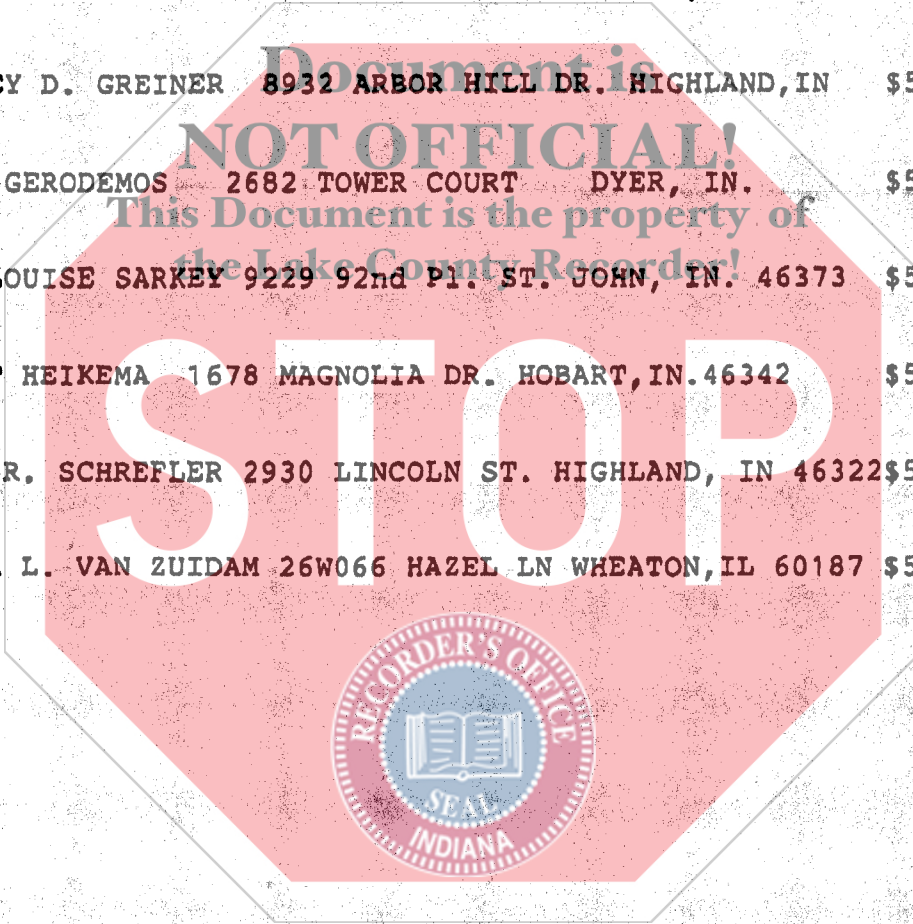 Document is
CY D. GREINER 8932 ARBOR HILL DR. HIGHLAND,IN $5
NOT OFFICIAL!
GERODEMOS 2682 TOWER COURT DYER, IN. $5
This Document is the property of
the Lake County Recorder!
OUISE SARKEY 9229 92nd Pl. ST. JOHN, IN. 46373 $5
HEIKEMA 1678 MAGNOLIA DR. HOBART,IN.46342 $5
STOP
R. SCHREFLER 2930 LINCOLN ST. HIGHLAND, IN 46322$5
L. VAN ZUIDAM 26W066 HAZEL LN WHEATON,IL 60187 $5
RECORDER'S OFFICE
SEAL
INDIANA